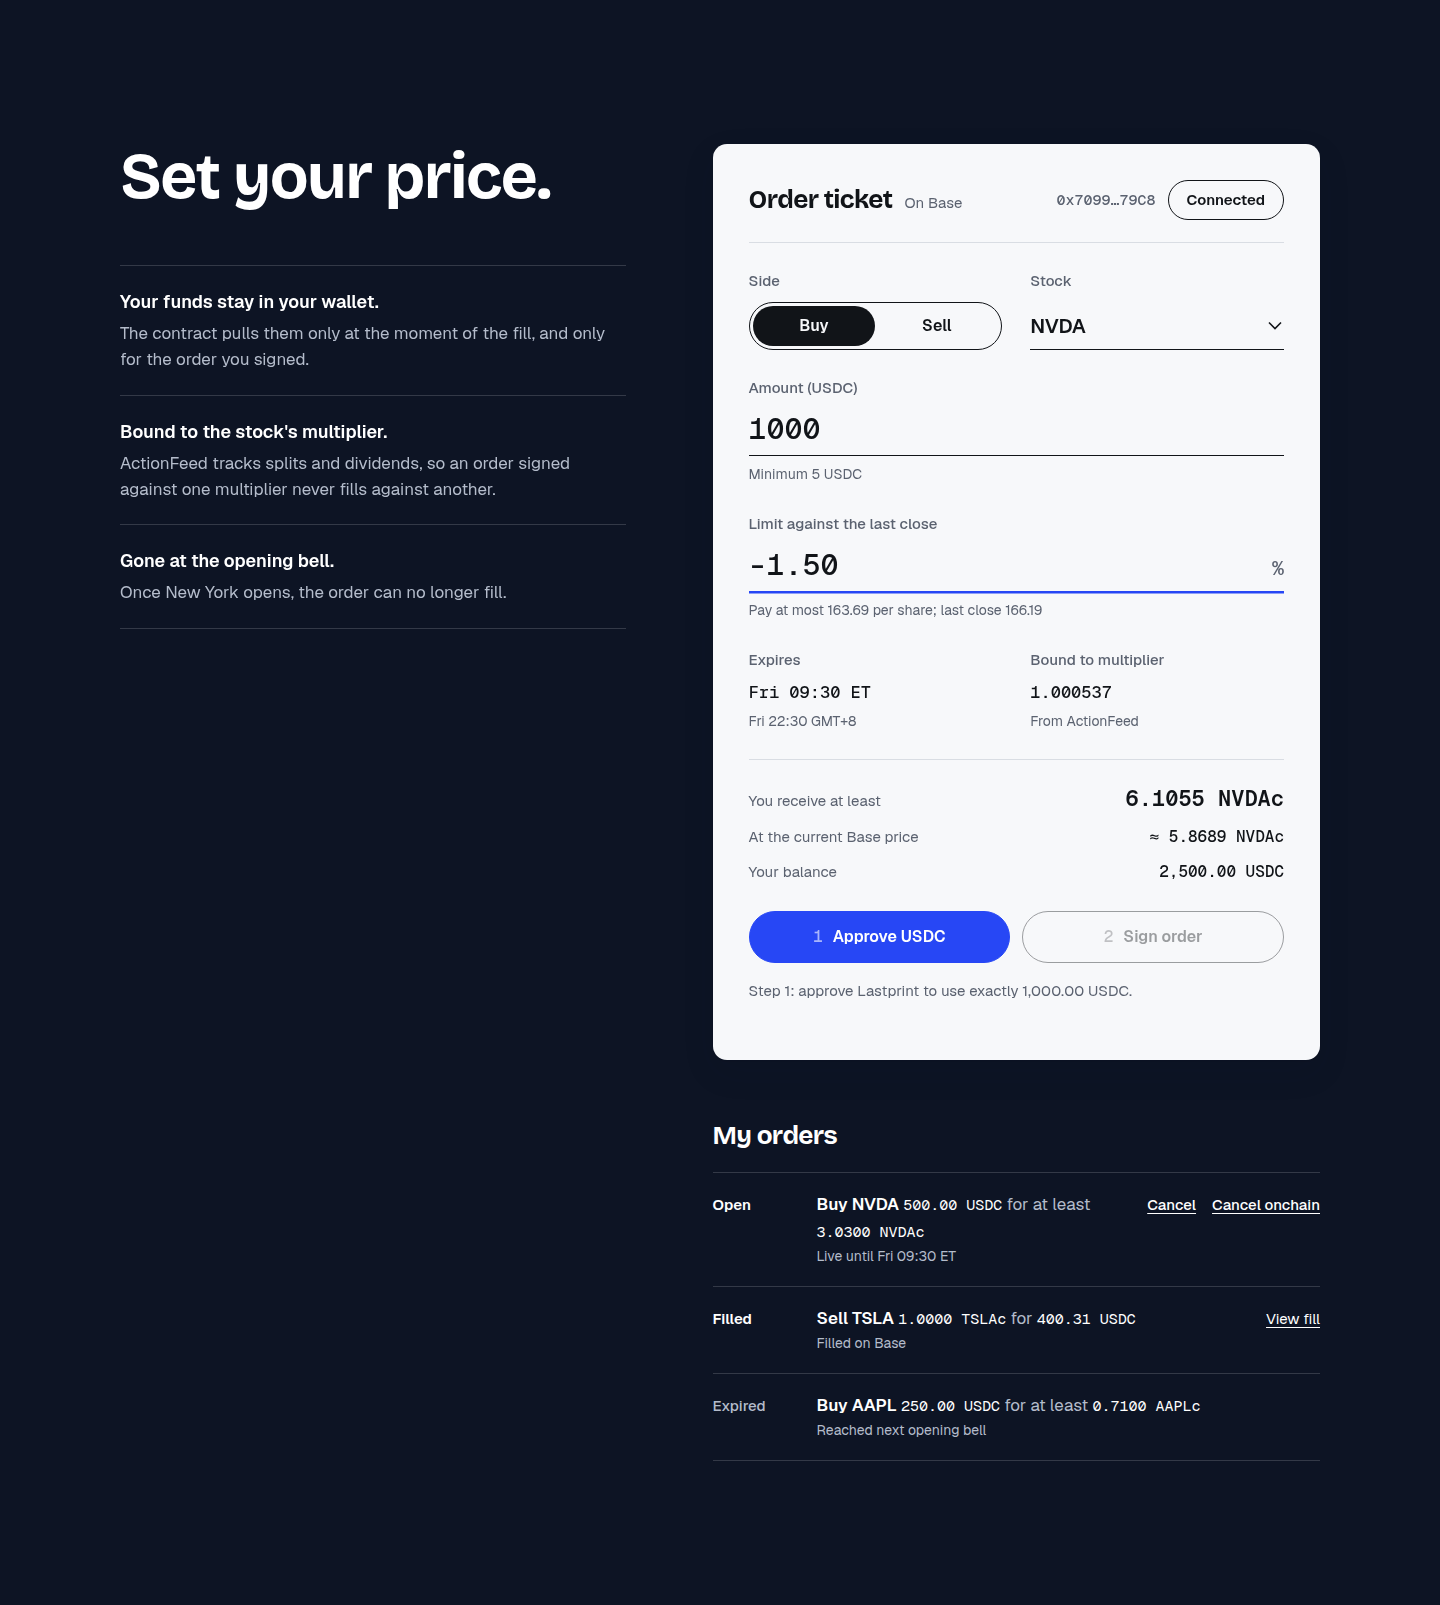 Set your price.
Your funds stay in your wallet.
The contract pulls them only at the moment of the fill, and only
for the order you signed.
Bound to the stock's multiplier.
ActionFeed tracks splits and dividends, so an order signed
against one multiplier never fills against another.
Gone at the opening bell.
Once New York opens, the order can no longer fill.
Order ticket On Base 0x7099…79C8 Connected
Side Stock
Buy Sell NVDA
Amount (USDC)
1000
Minimum 5 USDC
Limit against the last close
-1.50 %
Pay at most 163.69 per share; last close 166.19
Expires Bound to multiplier
Fri 09:30 ET 1.000537
Fri 22:30 GMT+8 From ActionFeed
You receive at least 6.1055 NVDAc
At the current Base price ≈ 5.8689 NVDAc
Your balance 2,500.00 USDC
1 Approve USDC 2 Sign order
Step 1: approve Lastprint to use exactly 1,000.00 USDC.
My orders
Open Buy NVDA 500.00 USDC for at least Cancel Cancel onchain
3.0300 NVDAc
Live until Fri 09:30 ET
Filled Sell TSLA 1.0000 TSLAc for 400.31 USDC View fill
Filled on Base
Expired Buy AAPL 250.00 USDC for at least 0.7100 AAPLc
Reached next opening bell